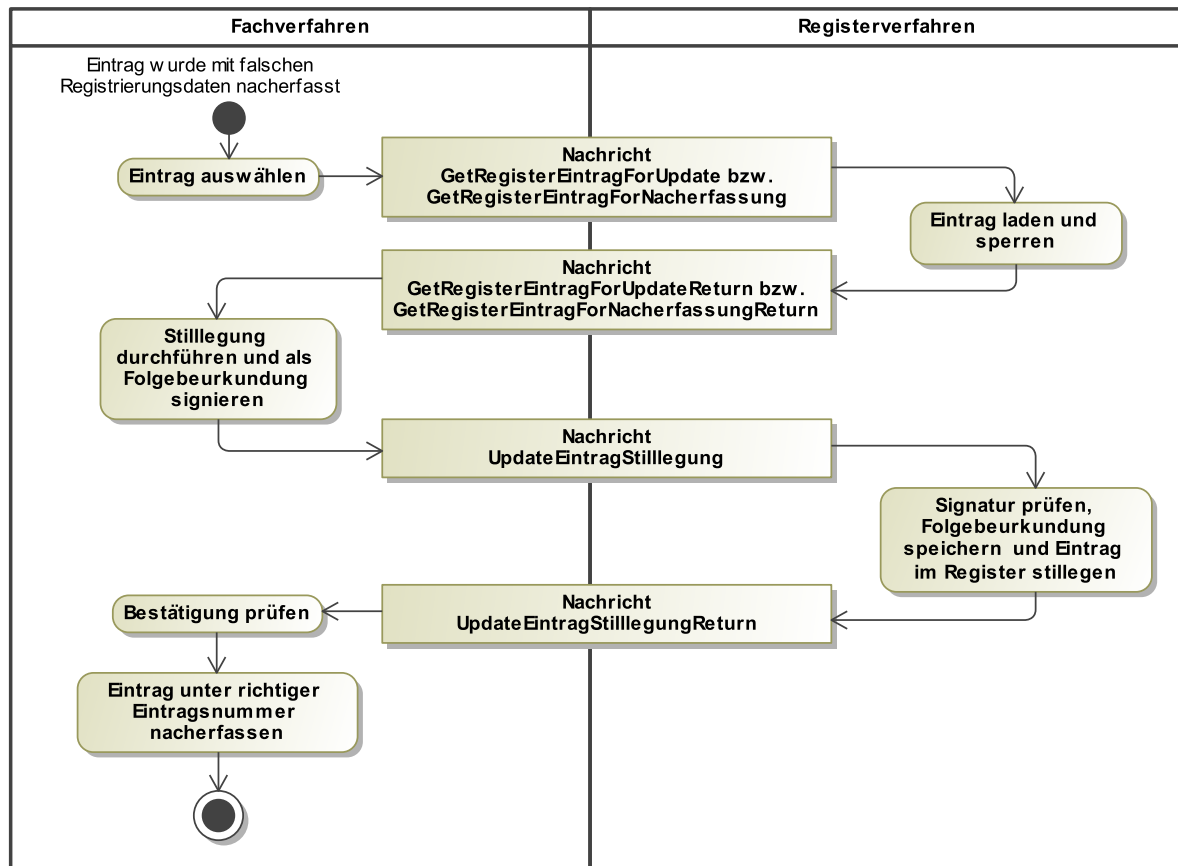 Fachverfahren
Registerverfahren
Eintrag wurde mit falschen
Registrierungsdaten nacherfasst
Eintrag auswählen
Nachricht
GetRegisterEintragForUpdate bzw.
GetRegisterEintragForNacherfassung
Eintrag laden und
sperren
Nachricht
GetRegisterEintragForUpdateReturn bzw.
GetRegisterEintragForNacherfassungReturn
Stilllegung
durchführen und als
Folgebeurkundung
signieren
Nachricht
UpdateEintragStilllegung
Signatur prüfen,
Folgebeurkundung
speichern und Eintrag
im Register stillegen
Nachricht
UpdateEintragStilllegungReturn
Bestätigung prüfen
Eintrag unter richtiger
Eintragsnummer
nacherfassen